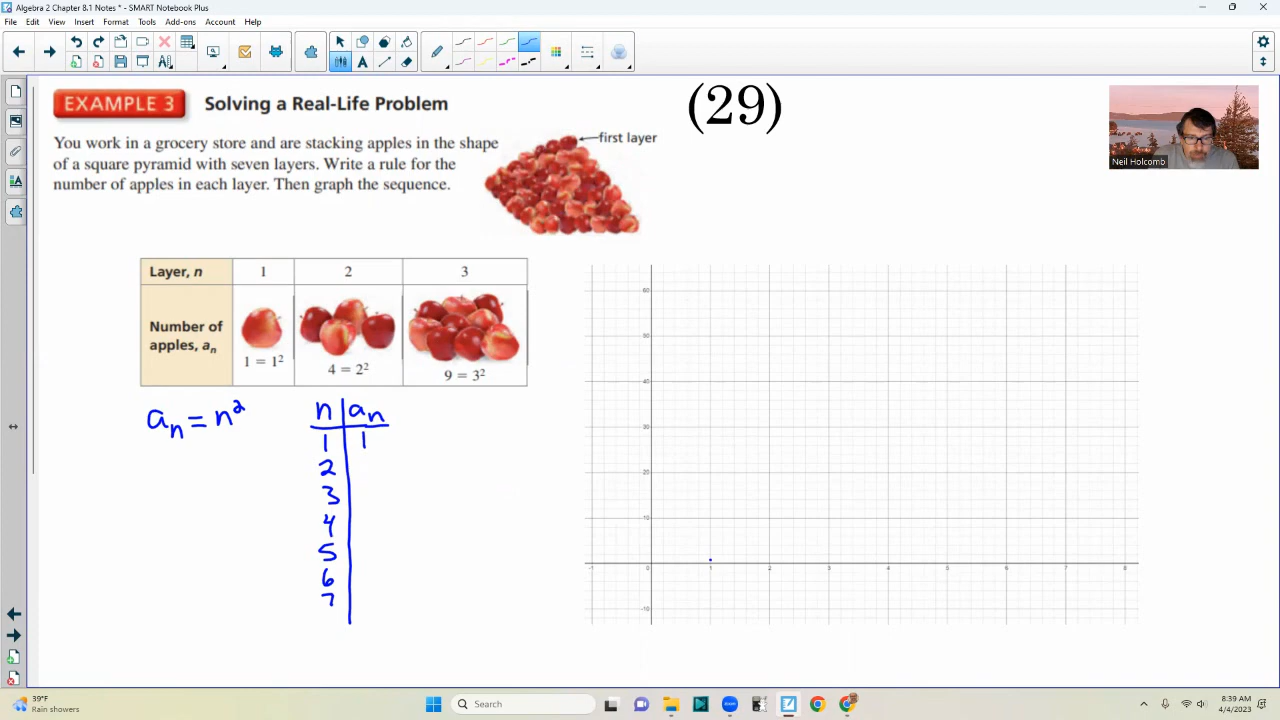 Algebra 2 Chapter 8.1 Notes * - SMART Notebook Plus
File Edit View Insert Format Tools Add-ons Account Help
EXAMPLE 3 Solving a Real-Life Problem
(29)
You work in a grocery store and are stacking apples in the shape
of a square pyramid with seven layers. Write a rule for the
number of apples in each layer. Then graph the sequence.
first layer
Neil Holcomb
Layer, n 1 2 3
Number of
apples, aₙ
1 = 1²
4 = 2²
9 = 3²
aₙ = n²
n aₙ
1 1
2
3
4
5
6
7
60
50
40
30
20
10
-1 0 1 2 3 4 5 6 7 8
-10
39°F
Rain showers
Search
8:39 AM
4/4/2023